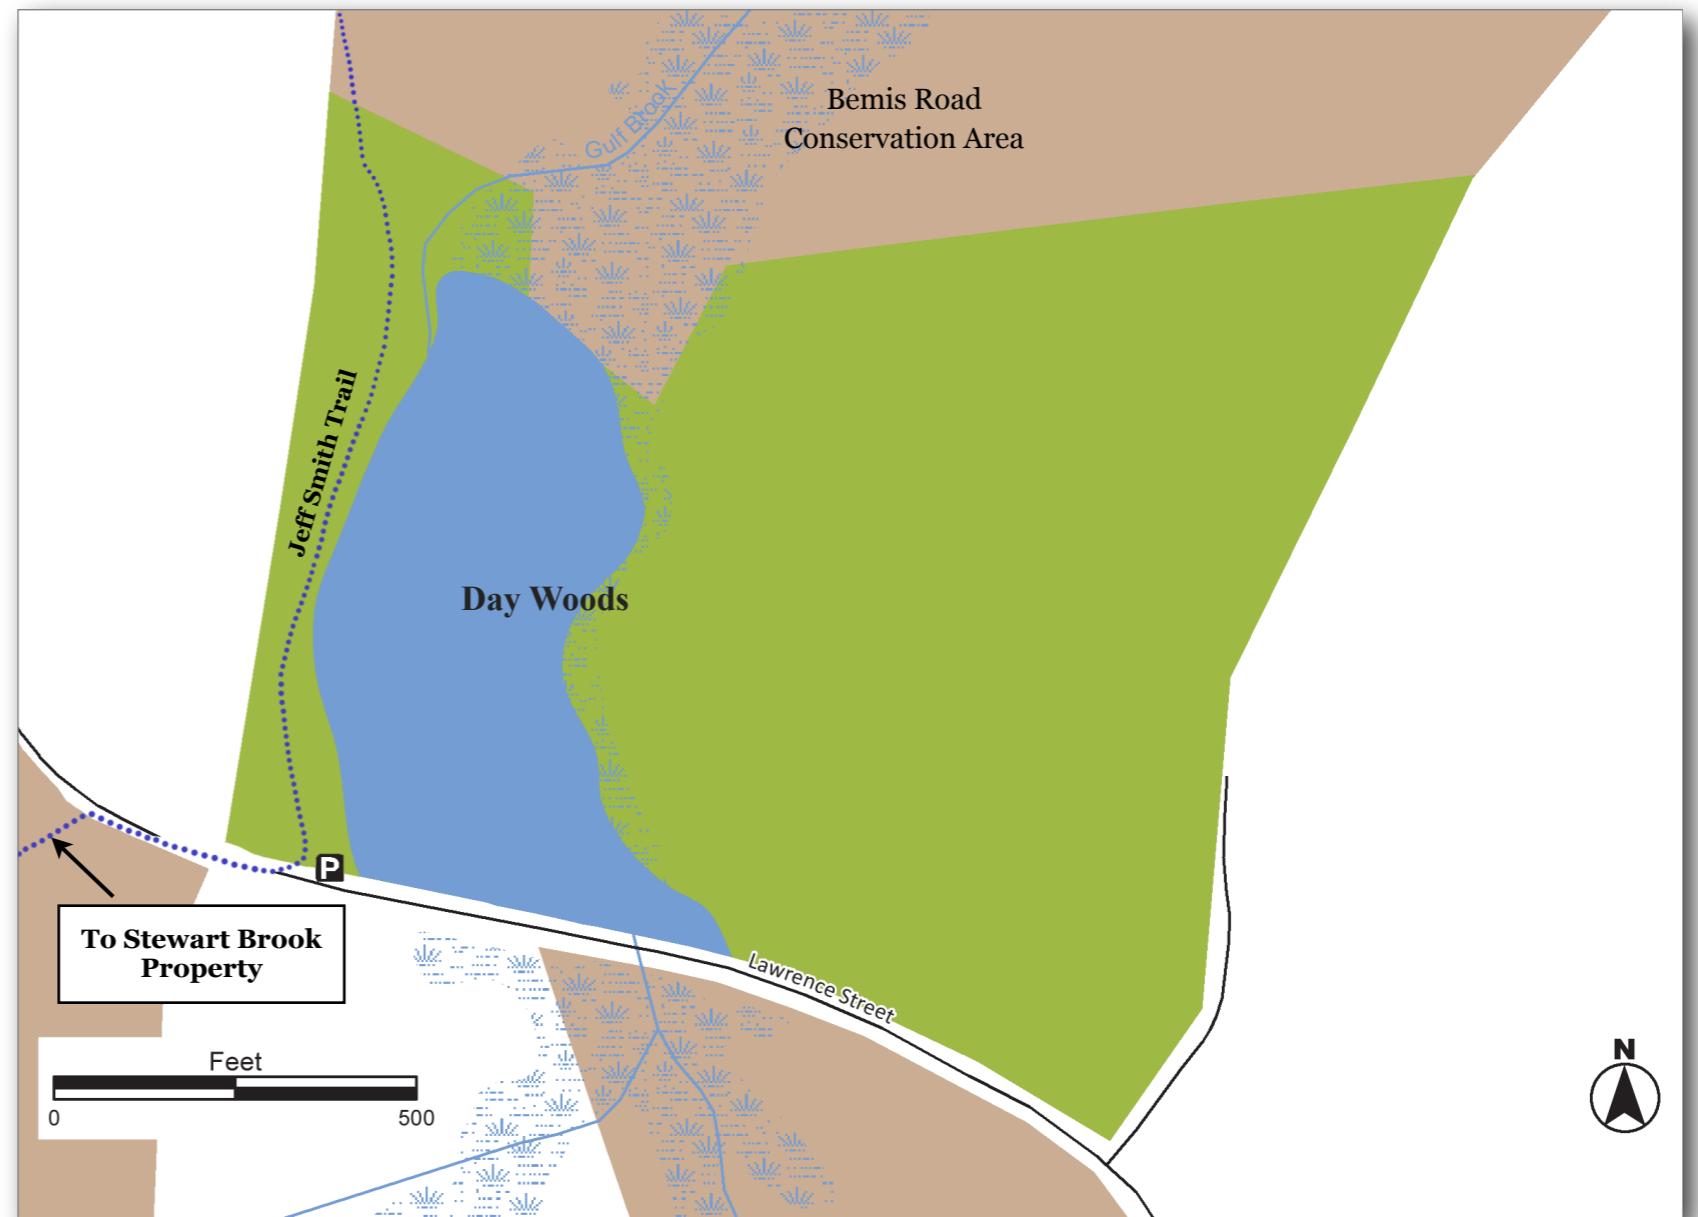 Bemis Road
Conservation Area
Gulf Brook
Jeff Smith Trail
Day Woods
P
To Stewart Brook
Property
Lawrence Street
Feet
0 500
N